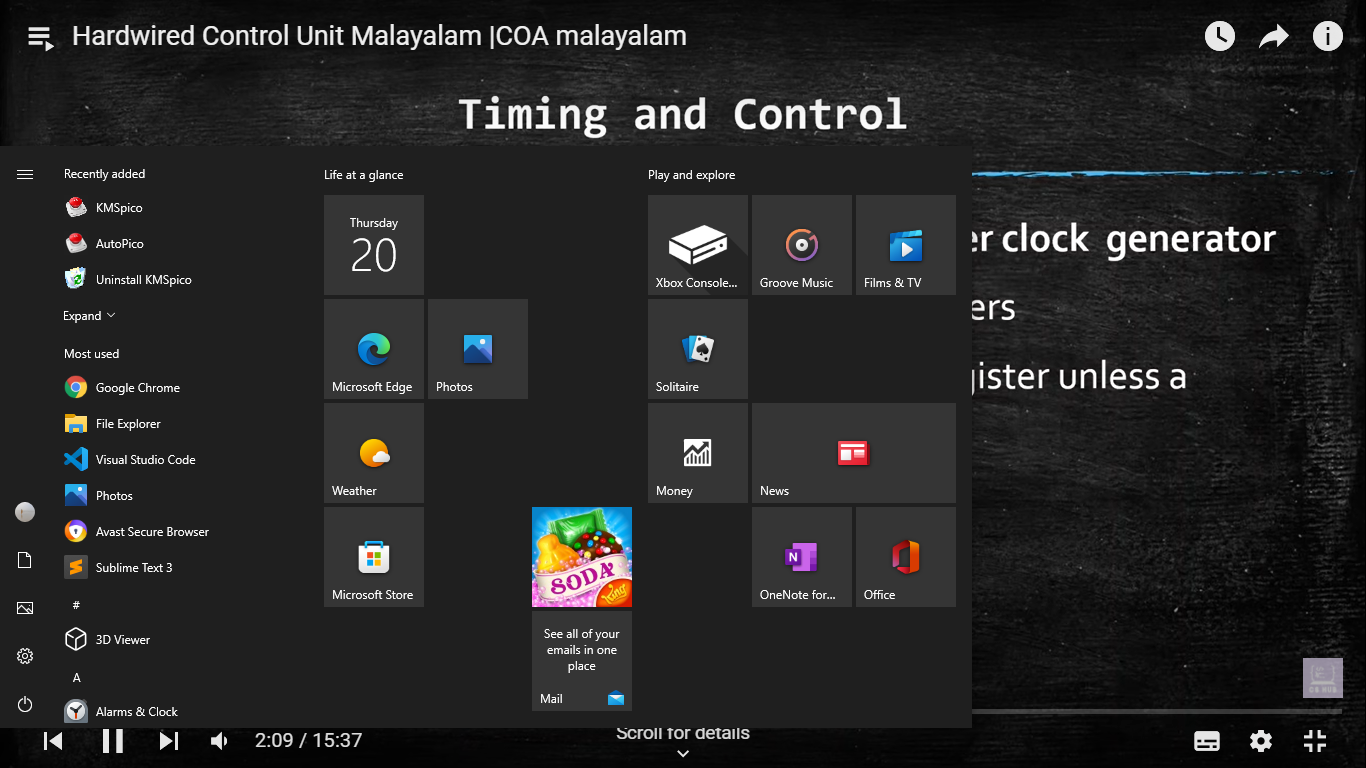 Hardwired Control Unit Malayalam |COA malayalam
Timing and Control
er clock generator
ers
gister unless a
Recently added
KMSpico
AutoPico
Uninstall KMSpico
Expand
Most used
Google Chrome
File Explorer
Visual Studio Code
Photos
Avast Secure Browser
Sublime Text 3
#
3D Viewer
A
Alarms & Clock
Life at a glance
Thursday
20
Microsoft Edge
Photos
Weather
Microsoft Store
SODA
King
See all of your
emails in one
place
Mail
Play and explore
Xbox Console...
Groove Music
Films & TV
Solitaire
Money
News
OneNote for...
Office
2:09 / 15:37
Scroll for details